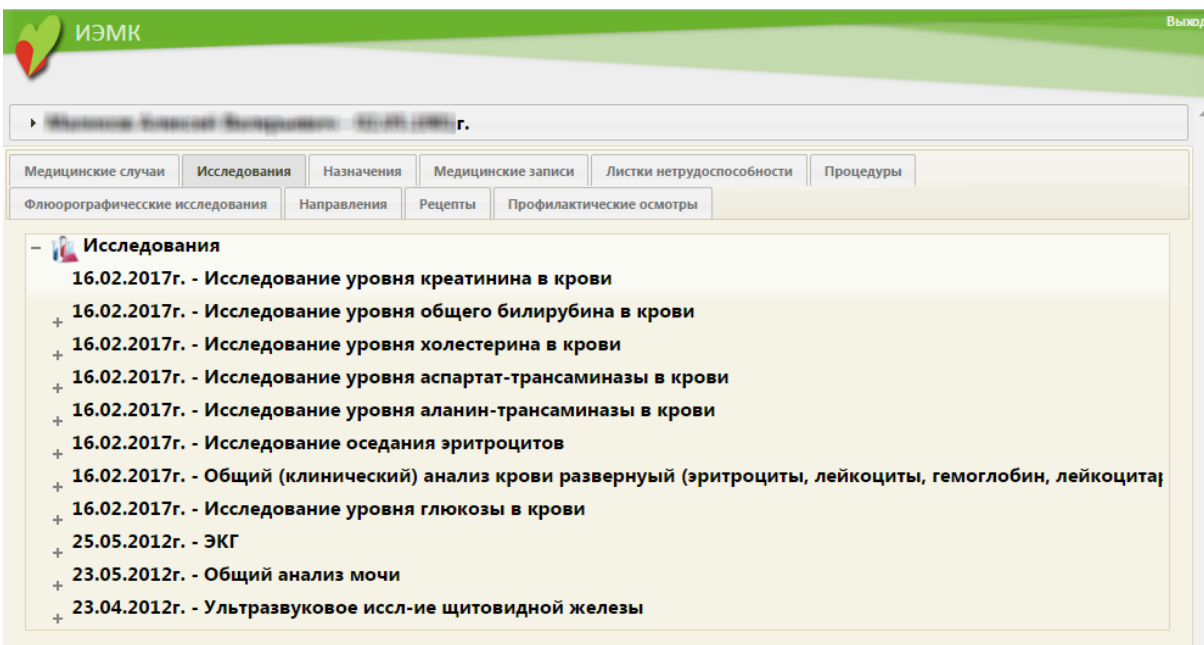 ИЭМК
Выход
г.
Медицинские случаи
Исследования
Назначения
Медицинские записи
Листки нетрудоспособности
Процедуры
Флюорографичесские исследования
Направления
Рецепты
Профилактические осмотры
Исследования
16.02.2017г. - Исследование уровня креатинина в крови
16.02.2017г. - Исследование уровня общего билирубина в крови
16.02.2017г. - Исследование уровня холестерина в крови
16.02.2017г. - Исследование уровня аспартат-трансаминазы в крови
16.02.2017г. - Исследование уровня аланин-трансаминазы в крови
16.02.2017г. - Исследование оседания эритроцитов
16.02.2017г. - Общий (клинический) анализ крови развернуый (эритроциты, лейкоциты, гемоглобин, лейкоцитар
16.02.2017г. - Исследование уровня глюкозы в крови
25.05.2012г. - ЭКГ
23.05.2012г. - Общий анализ мочи
23.04.2012г. - Ультразвуковое иссл-ие щитовидной железы